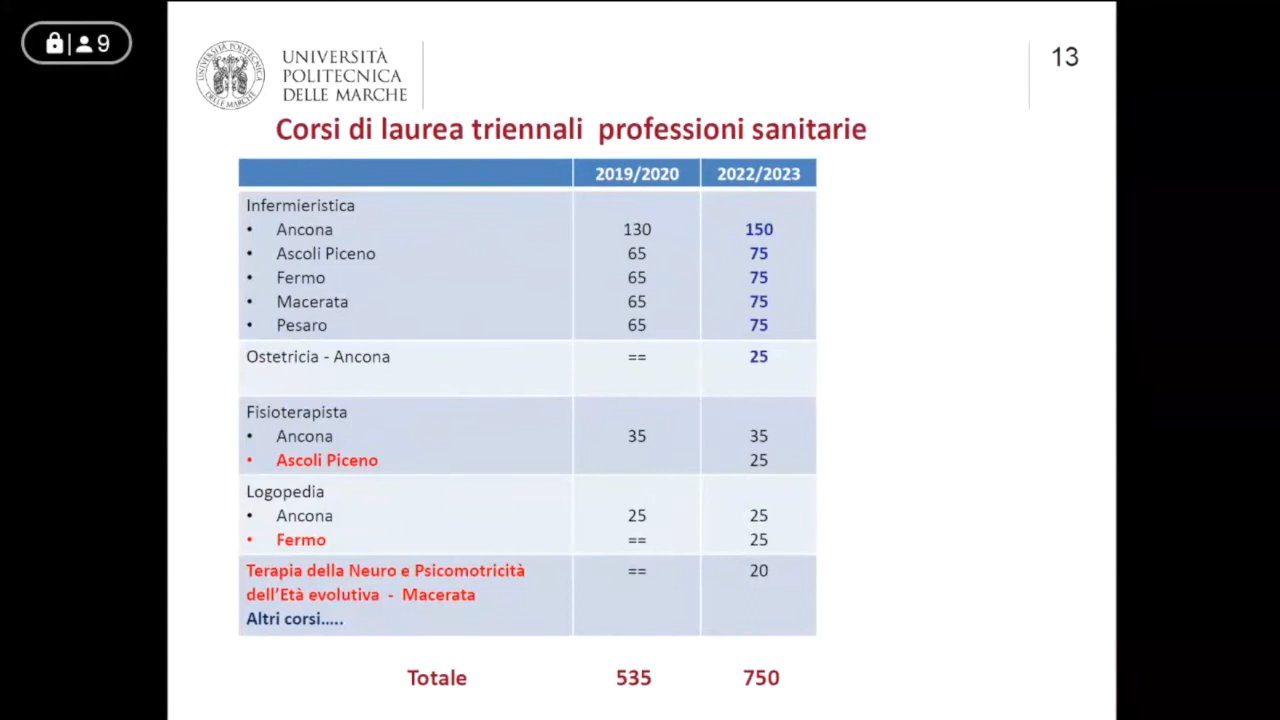 9
UNIVERSITÀ
POLITECNICA
DELLE MARCHE
13
Corsi di laurea triennali professioni sanitarie
2019/2020 2022/2023
Infermieristica
• Ancona 130 150
• Ascoli Piceno 65 75
• Fermo 65 75
• Macerata 65 75
• Pesaro 65 75
Ostetricia - Ancona == 25
Fisioterapista
• Ancona 35 35
• Ascoli Piceno 25
Logopedia
• Ancona 25 25
• Fermo == 25
Terapia della Neuro e Psicomotricità == 20
dell'Età evolutiva - Macerata
Altri corsi.....
Totale 535 750